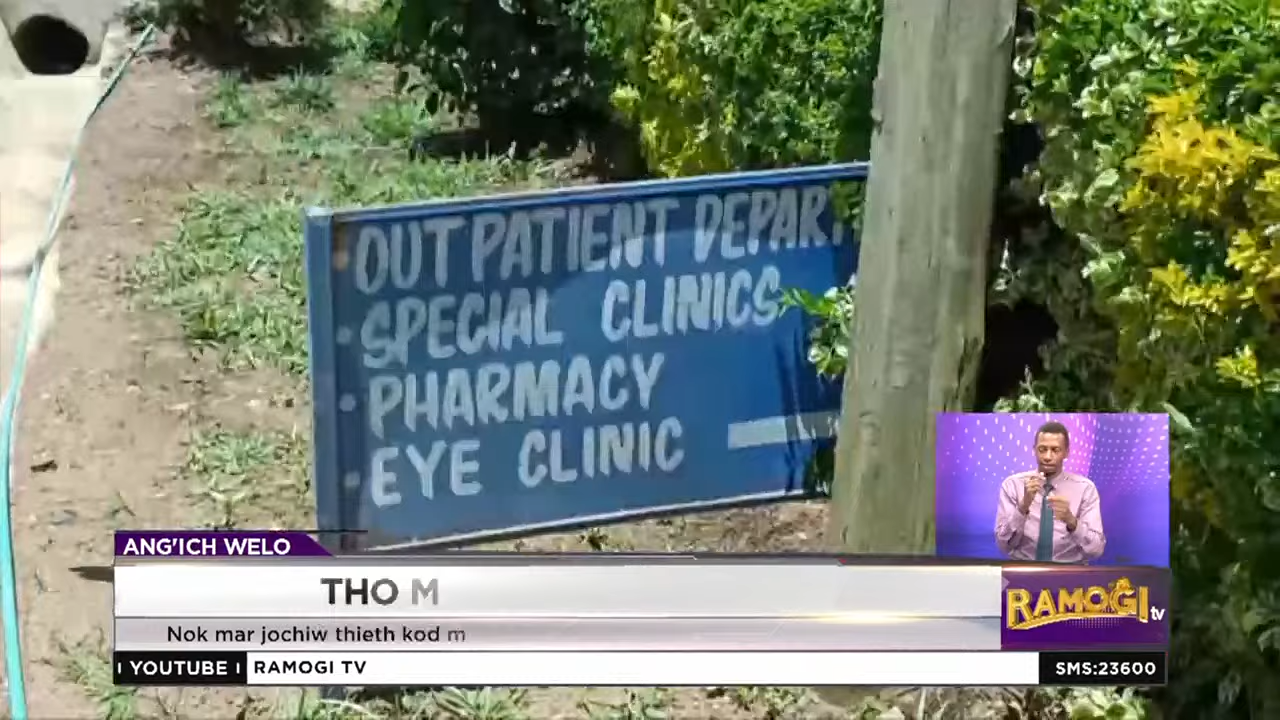 OUT PATIENT DEPAR
• SPECIAL CLINICS
• PHARMACY
• EYE CLINIC
ANG'ICH WELO
THO M
Nok mar jochiw thieth kod m
RAMOGI tv
YOUTUBE
RAMOGI TV
SMS:23600